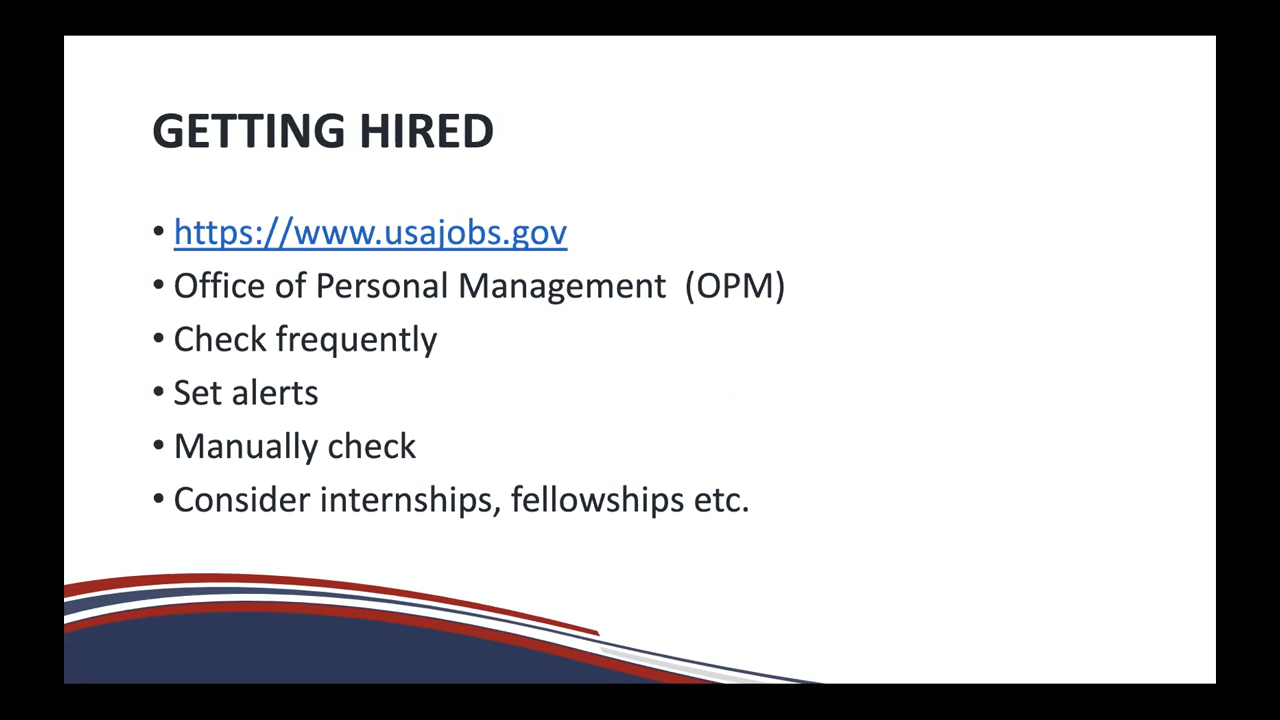 GETTING HIRED
• https://www.usajobs.gov
• Office of Personal Management  (OPM)
• Check frequently
• Set alerts
• Manually check
• Consider internships, fellowships etc.